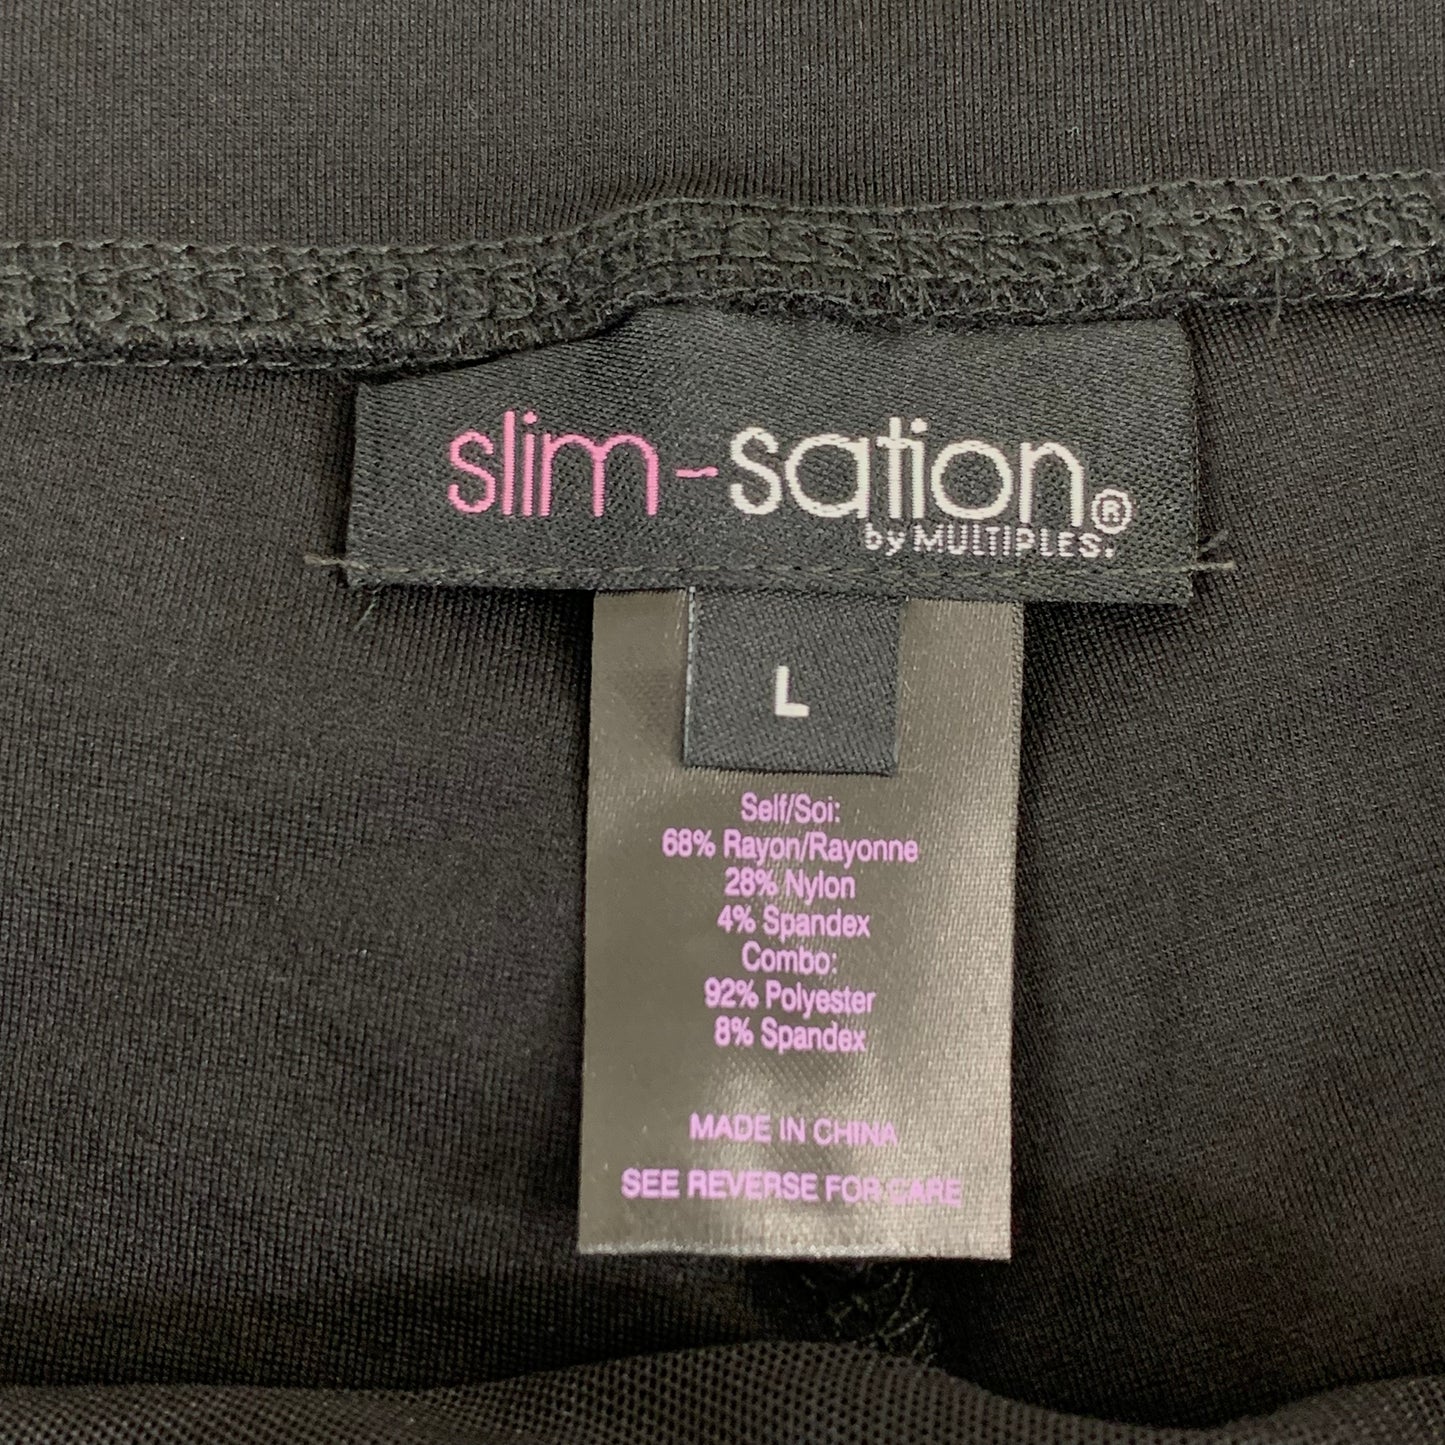 slim-sation®
by MULTIPLES.
L
Self/Soi:
68% Rayon/Rayonne
28% Nylon
4% Spandex
Combo:
92% Polyester
8% Spandex
MADE IN CHINA
SEE REVERSE FOR CARE